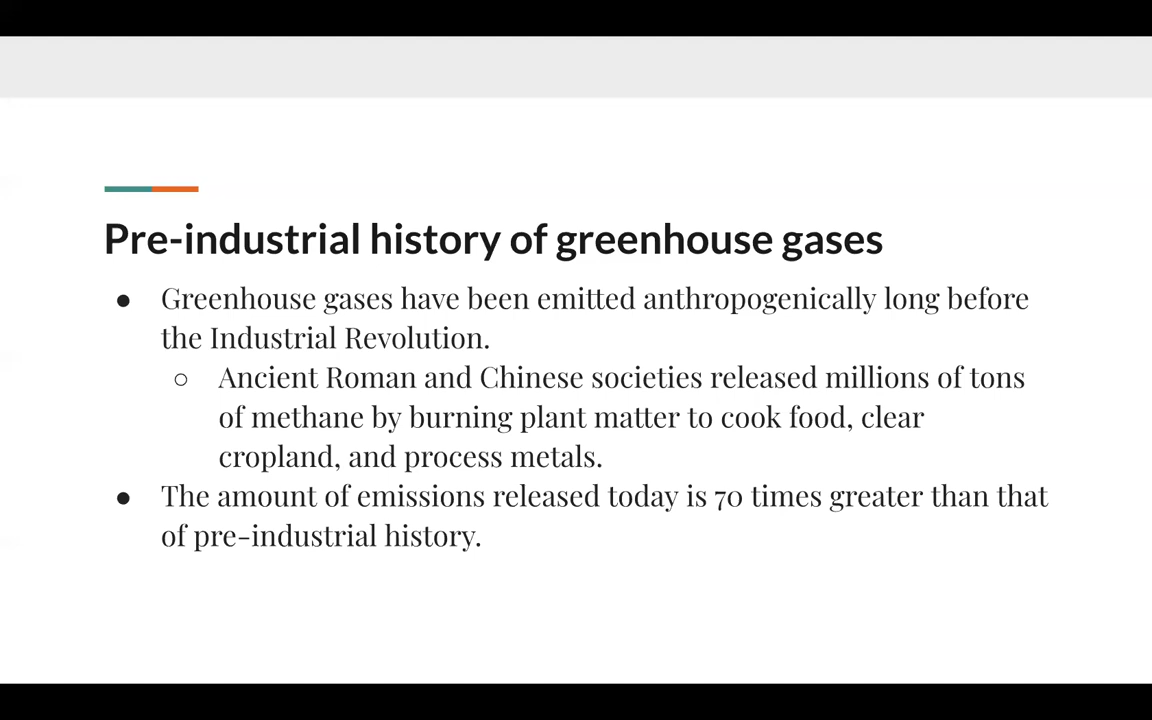 Pre-industrial history of greenhouse gases
● Greenhouse gases have been emitted anthropogenically long before
the Industrial Revolution.
○ Ancient Roman and Chinese societies released millions of tons
of methane by burning plant matter to cook food, clear
cropland, and process metals.
● The amount of emissions released today is 70 times greater than that
of pre-industrial history.